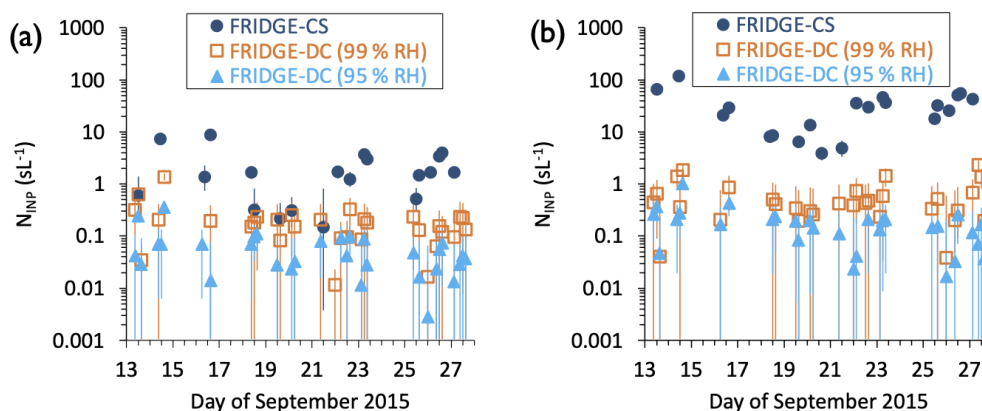 (a)
FRIDGE-CS
FRIDGE-DC (99 % RH)
FRIDGE-DC (95 % RH)
1000
100
10
1
0.1
0.01
0.001
N_INP (sL⁻¹)
13 15 17 19 21 23 25 27
Day of September 2015
(b)
FRIDGE-CS
FRIDGE-DC (99 % RH)
FRIDGE-DC (95 % RH)
1000
100
10
1
0.1
0.01
0.001
N_INP (sL⁻¹)
13 15 17 19 21 23 25 27
Day of September 2015